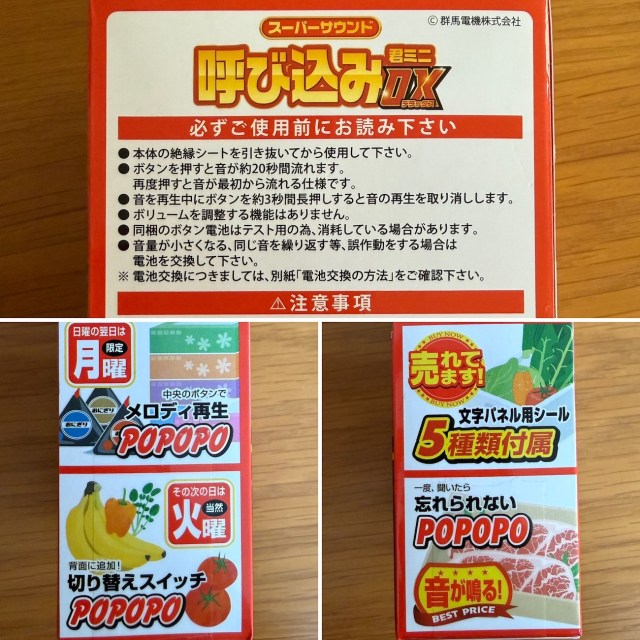 スーパーサウンド
© 群馬電機株式会社
呼び込み君ミニDX
デラックス
必ずご使用前にお読み下さい
● 本体の絶縁シートを引き抜いてから使用して下さい。
● ボタンを押すと音が約20秒間流れます。
再度押すと音が最初から流れる仕様です。
● 音を再生中にボタンを約3秒間長押しすると音の再生を取り消しします。
● ボリュームを調整する機能はありません。
● 同梱のボタン電池はテスト用の為、消耗している場合があります。
● 音量が小さくなる、同じ音を繰り返す等、誤作動をする場合は
電池を交換して下さい。
※ 電池交換につきましては、別紙「電池交換の方法」をご確認下さい。
⚠注意事項
日曜の翌日は
月曜
限定
おにぎり
おにぎり
中央のボタンで
メロディ再生
POPOPO
その次の日は
火曜
当然
背面に追加!
切り替えスイッチ
POPOPO
BUY NOW
売れてます!
BUY NOW
文字パネル用シール
5種類付属
一度、聞いたら
忘れられない
POPOPO
音が鳴る!
BEST PRICE